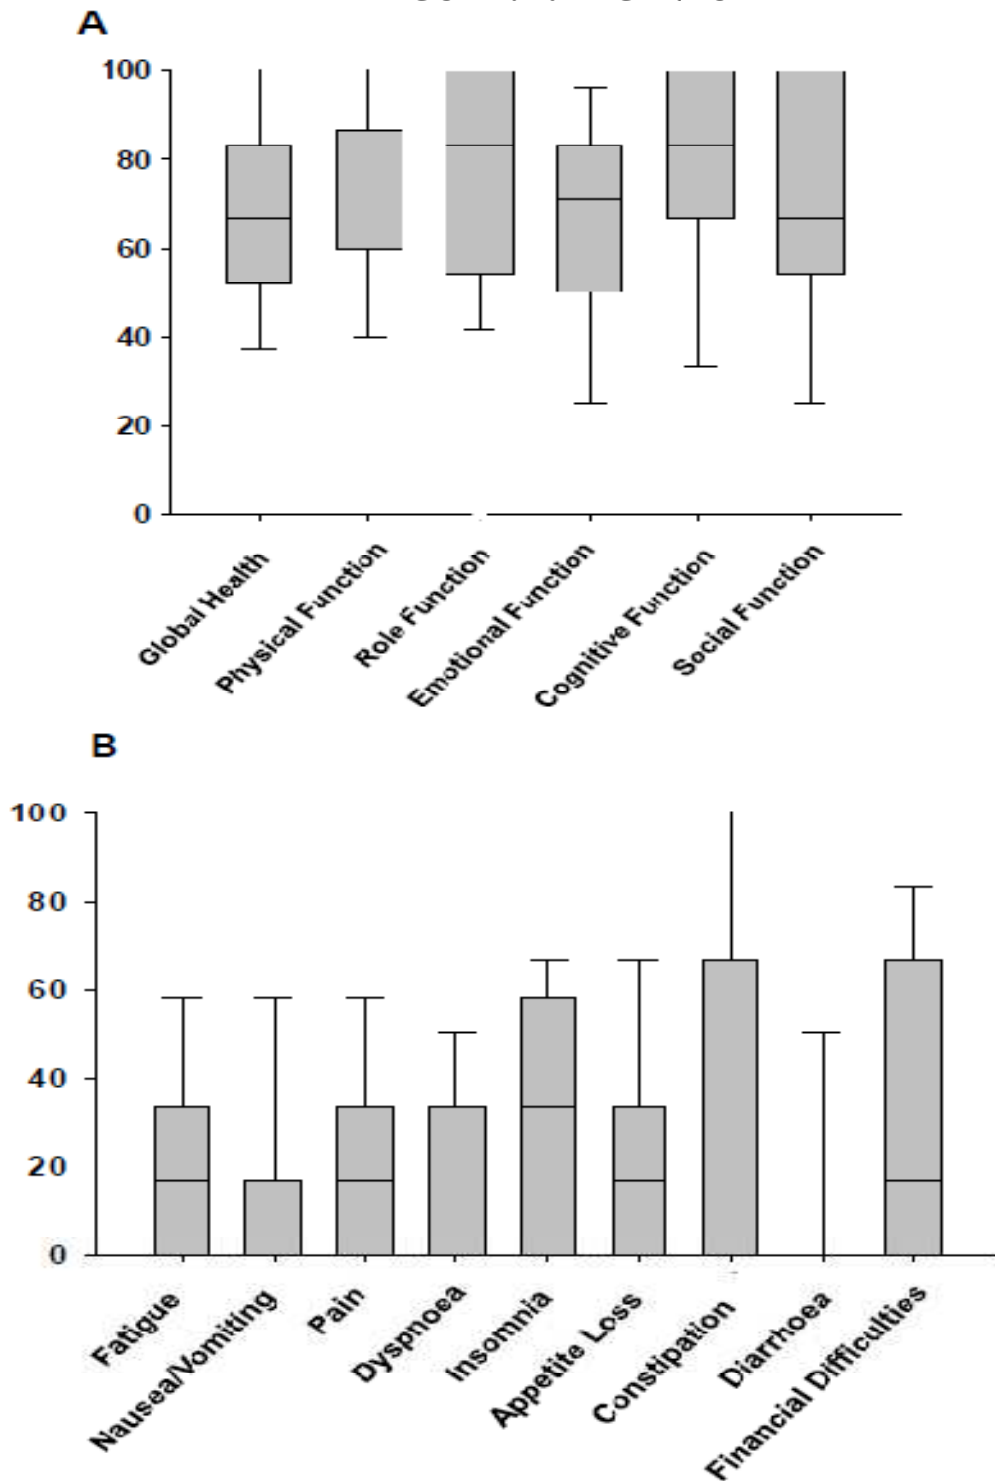 A
100
80
60
40
20
0
Global Health
Physical Function
Role Function
Emotional Function
Cognitive Function
Social Function
B
100
80
60
40
20
0
Fatigue
Nausea/Vomiting
Pain
Dyspnoea
Insomnia
Appetite Loss
Constipation
Diarrhoea
Financial Difficulties